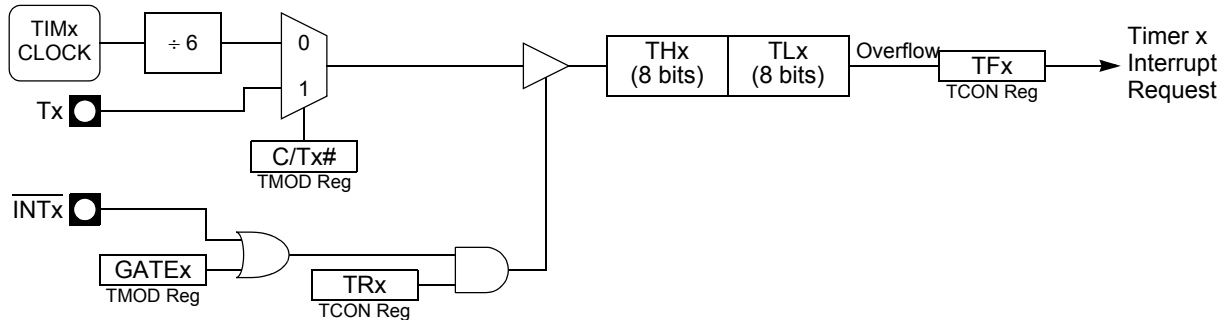 TIMx
CLOCK
÷ 6
0
1
Tx
C/Tx#
TMOD Reg
INTx
GATEx
TMOD Reg
TRx
TCON Reg
THx
(8 bits)
TLx
(8 bits)
Overflow
TFx
TCON Reg
Timer x
Interrupt
Request